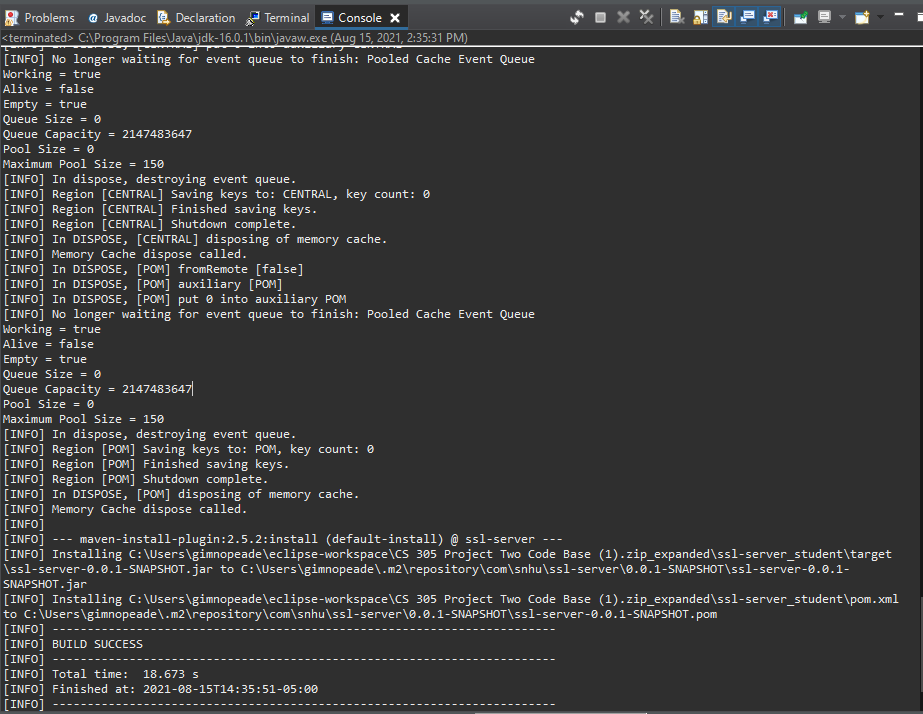 Problems Javadoc Declaration Terminal Console
<terminated> C:\Program Files\Java\jdk-16.0.1\bin\javaw.exe (Aug 15, 2021, 2:35:31 PM)
[INFO] In DISPOSE, [CENTRAL] put 0 into auxiliary CENTRAL
[INFO] No longer waiting for event queue to finish: Pooled Cache Event Queue
Working = true
Alive = false
Empty = true
Queue Size = 0
Queue Capacity = 2147483647
Pool Size = 0
Maximum Pool Size = 150
[INFO] In dispose, destroying event queue.
[INFO] Region [CENTRAL] Saving keys to: CENTRAL, key count: 0
[INFO] Region [CENTRAL] Finished saving keys.
[INFO] Region [CENTRAL] Shutdown complete.
[INFO] In DISPOSE, [CENTRAL] disposing of memory cache.
[INFO] Memory Cache dispose called.
[INFO] In DISPOSE, [POM] fromRemote [false]
[INFO] In DISPOSE, [POM] auxiliary [POM]
[INFO] In DISPOSE, [POM] put 0 into auxiliary POM
[INFO] No longer waiting for event queue to finish: Pooled Cache Event Queue
Working = true
Alive = false
Empty = true
Queue Size = 0
Queue Capacity = 2147483647
Pool Size = 0
Maximum Pool Size = 150
[INFO] In dispose, destroying event queue.
[INFO] Region [POM] Saving keys to: POM, key count: 0
[INFO] Region [POM] Finished saving keys.
[INFO] Region [POM] Shutdown complete.
[INFO] In DISPOSE, [POM] disposing of memory cache.
[INFO] Memory Cache dispose called.
[INFO]
[INFO] --- maven-install-plugin:2.5.2:install (default-install) @ ssl-server ---
[INFO] Installing C:\Users\gimnopeade\eclipse-workspace\CS 305 Project Two Code Base (1).zip_expanded\ssl-server_student\target
\ssl-server-0.0.1-SNAPSHOT.jar to C:\Users\gimnopeade\.m2\repository\com\snhu\ssl-server\0.0.1-SNAPSHOT\ssl-server-0.0.1-
SNAPSHOT.jar
[INFO] Installing C:\Users\gimnopeade\eclipse-workspace\CS 305 Project Two Code Base (1).zip_expanded\ssl-server_student\pom.xml
to C:\Users\gimnopeade\.m2\repository\com\snhu\ssl-server\0.0.1-SNAPSHOT\ssl-server-0.0.1-SNAPSHOT.pom
[INFO] ------------------------------------------------------------------------
[INFO] BUILD SUCCESS
[INFO] ------------------------------------------------------------------------
[INFO] Total time:  18.673 s
[INFO] Finished at: 2021-08-15T14:35:51-05:00
[INFO] ------------------------------------------------------------------------